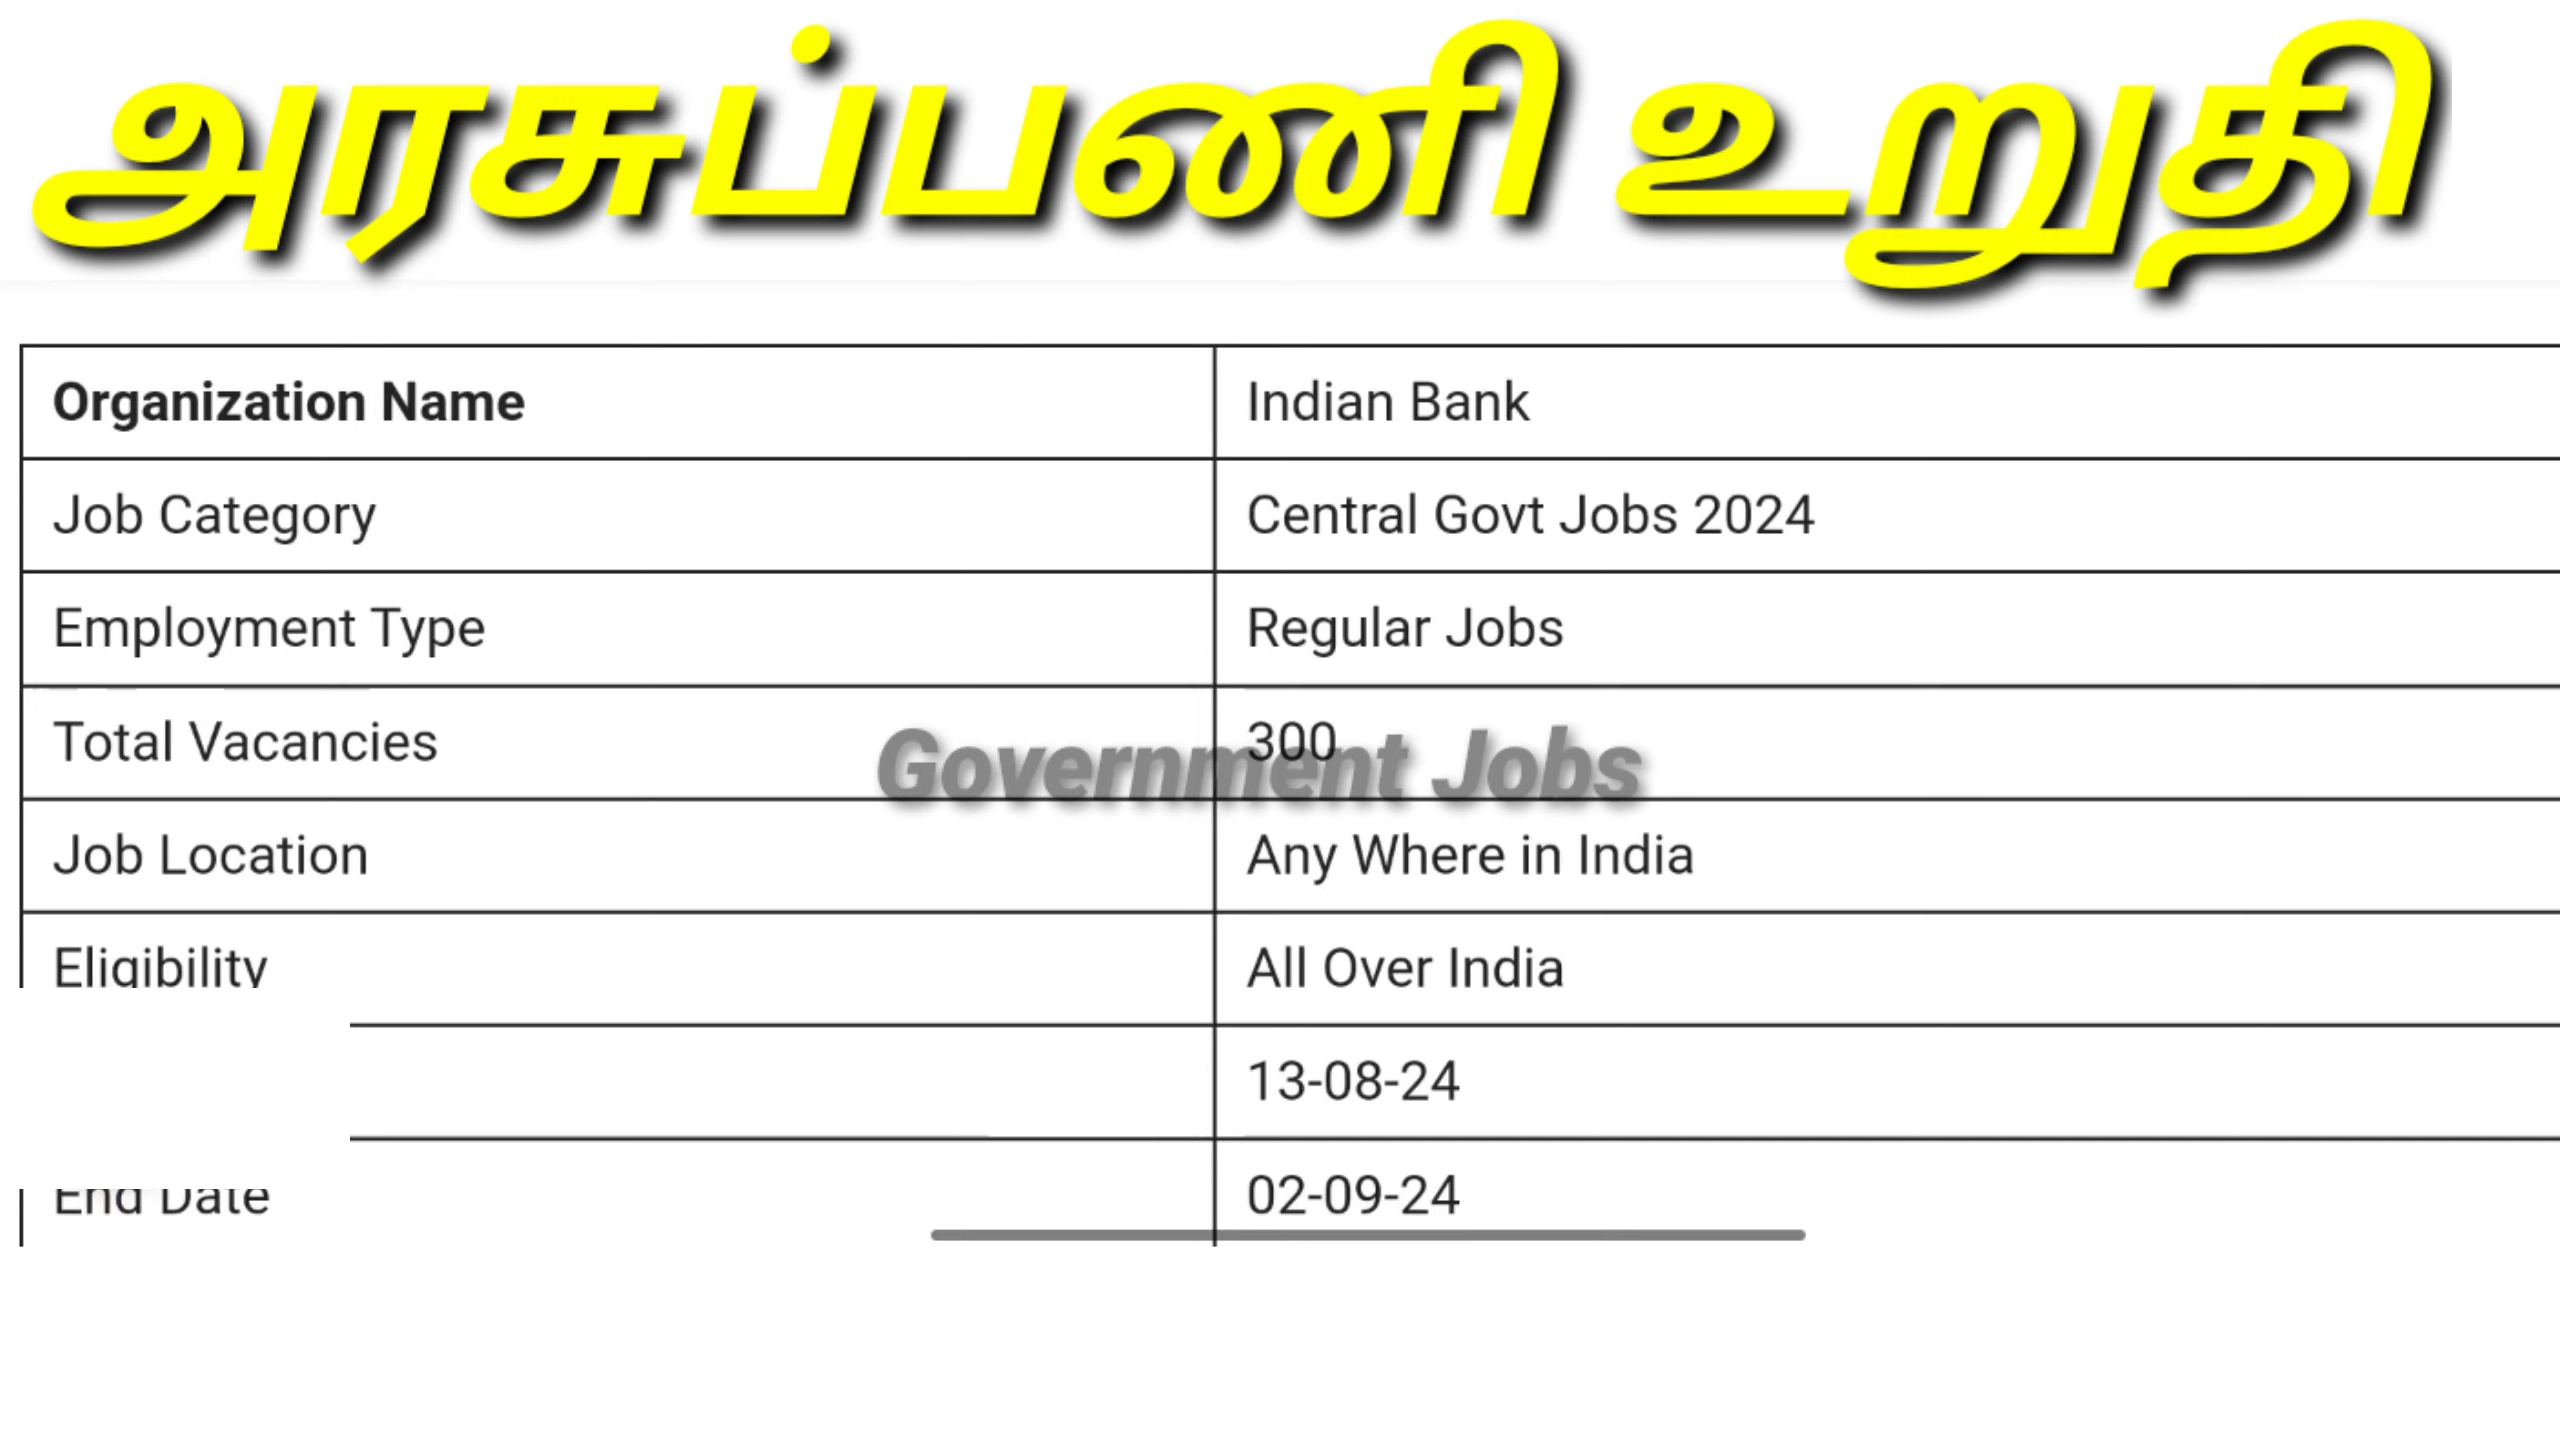 அரசுப்பணி உறுதி
Organization Name Indian Bank
Job Category Central Govt Jobs 2024
Employment Type Regular Jobs
Total Vacancies 300
Government Jobs
Job Location Any Where in India
Eligibility All Over India
13-08-24
End Date 02-09-24